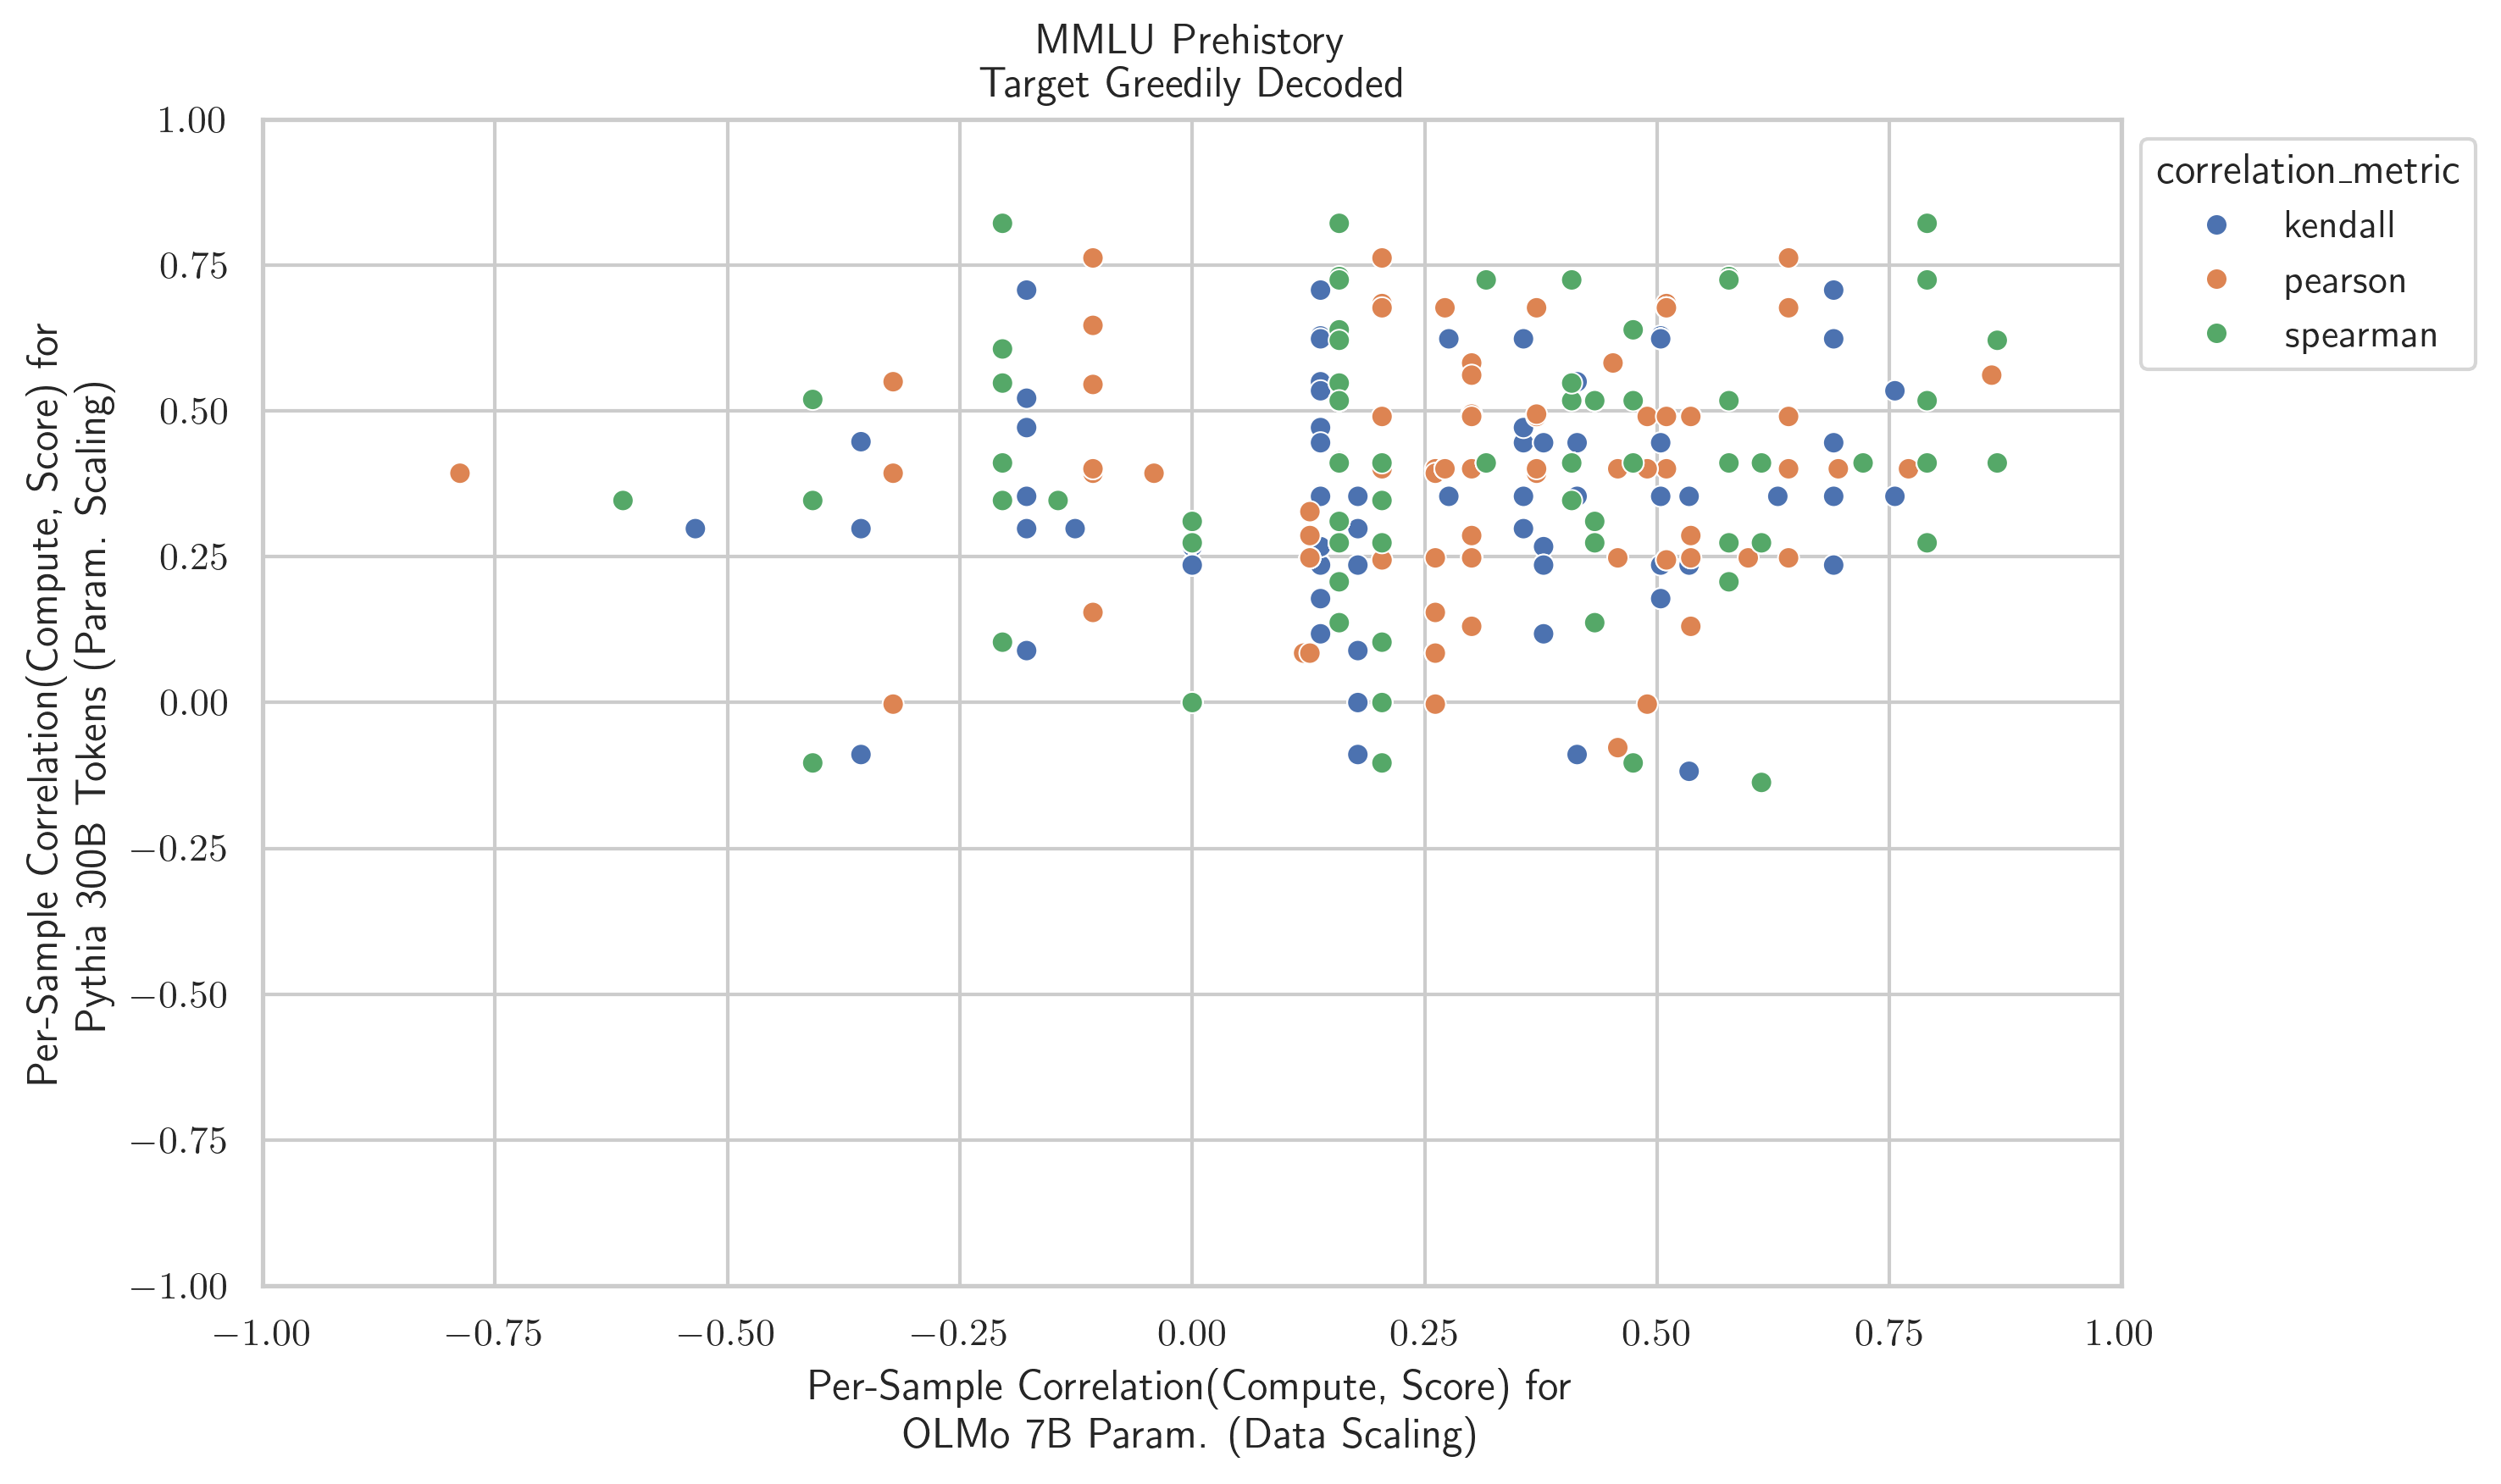 MMLU Prehistory
Target Greedily Decoded
Per-Sample Correlation(Compute, Score) for
Pythia 300B Tokens (Param. Scaling)
1.00
0.75
0.50
0.25
0.00
−0.25
−0.50
−0.75
−1.00
−1.00 −0.75 −0.50 −0.25 0.00 0.25 0.50 0.75 1.00
Per-Sample Correlation(Compute, Score) for
OLMo 7B Param. (Data Scaling)
correlation_metric
kendall
pearson
spearman